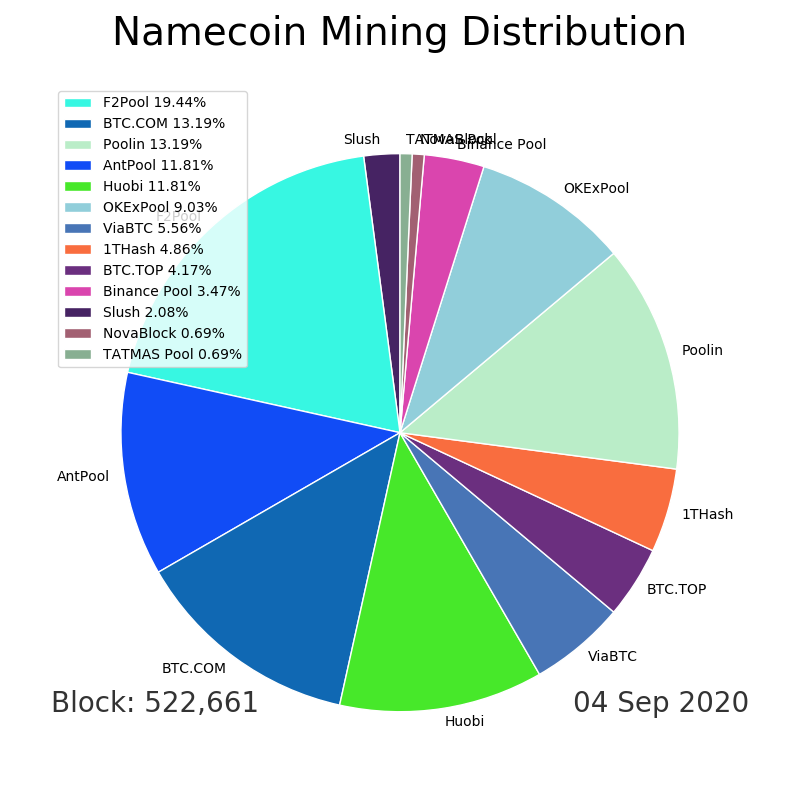 Namecoin Mining Distribution
F2Pool 19.44%
BTC.COM 13.19%
Poolin 13.19%
AntPool 11.81%
Huobi 11.81%
OKExPool 9.03%
ViaBTC 5.56%
1THash 4.86%
BTC.TOP 4.17%
Binance Pool 3.47%
Slush 2.08%
NovaBlock 0.69%
TATMAS Pool 0.69%
Slush
TATMAS Pool
NovaBlock
Binance Pool
OKExPool
F2Pool
Poolin
AntPool
1THash
BTC.TOP
ViaBTC
BTC.COM
Huobi
Block: 522,661
04 Sep 2020